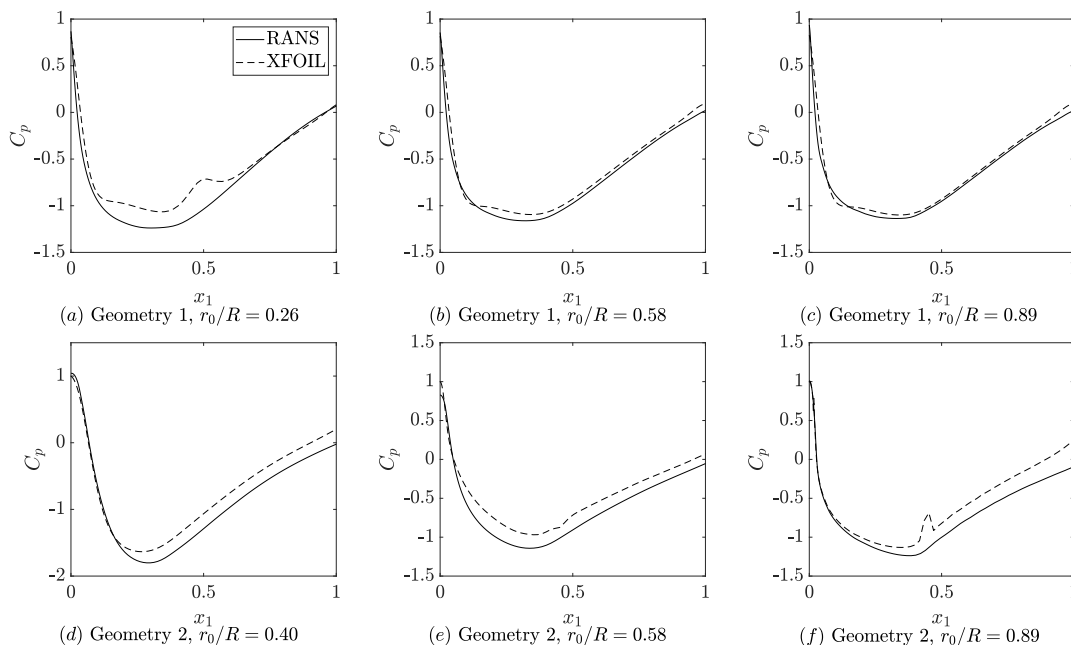 1
0.5
0
-0.5
-1
-1.5
C_p
RANS
XFOIL
0
0.5
1
x_1
(a) Geometry 1, r_0/R = 0.26
1
0.5
0
-0.5
-1
-1.5
C_p
0
0.5
1
x_1
(b) Geometry 1, r_0/R = 0.58
1
0.5
0
-0.5
-1
-1.5
C_p
0
0.5
x_1
(c) Geometry 1, r_0/R = 0.89
1
0
-1
-2
C_p
0
0.5
1
x_1
(d) Geometry 2, r_0/R = 0.40
1.5
1
0.5
0
-0.5
-1
-1.5
C_p
0
0.5
1
x_1
(e) Geometry 2, r_0/R = 0.58
1.5
1
0.5
0
-0.5
-1
-1.5
C_p
0
0.5
x_1
(f) Geometry 2, r_0/R = 0.89